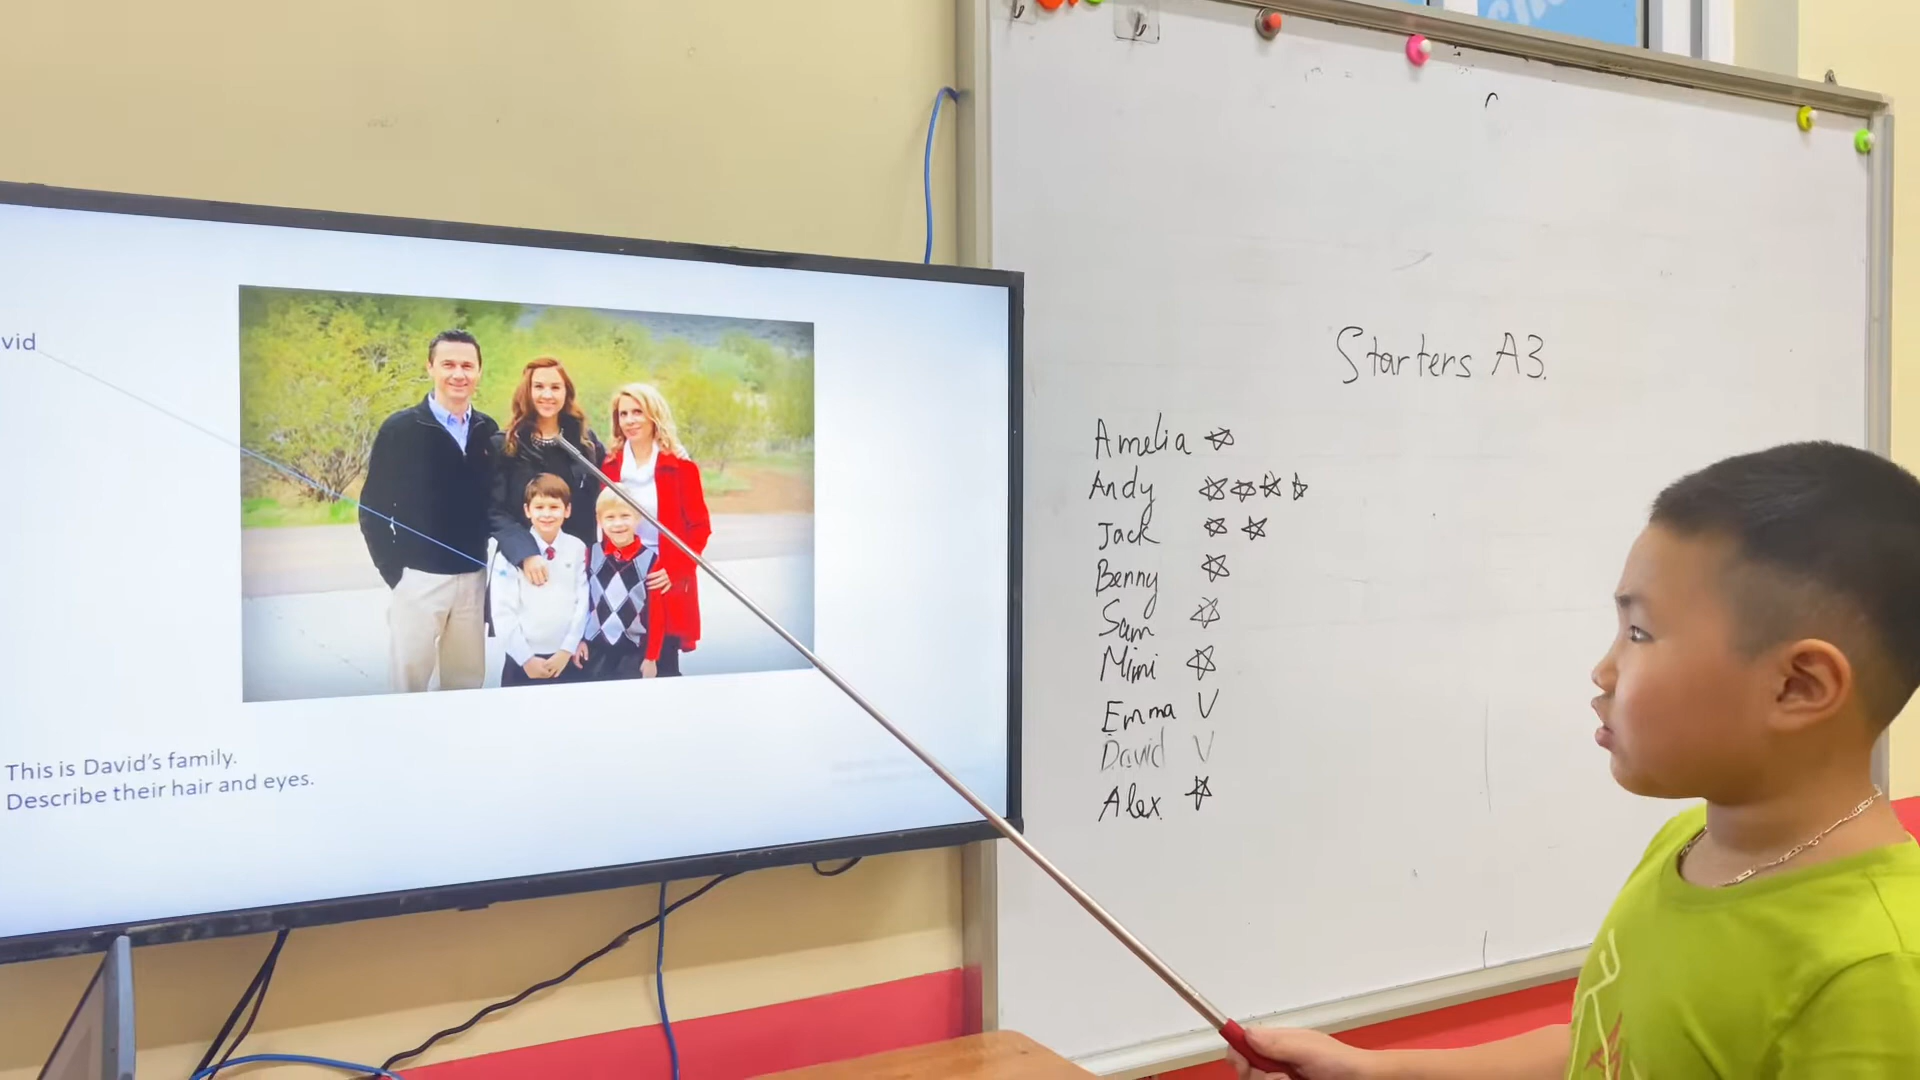 vid
This is David's family.
Describe their hair and eyes.
Starters A3.
Amelia
Andy
Jack
Benny
Sam
Mimi
Emma V
David V
Alex.